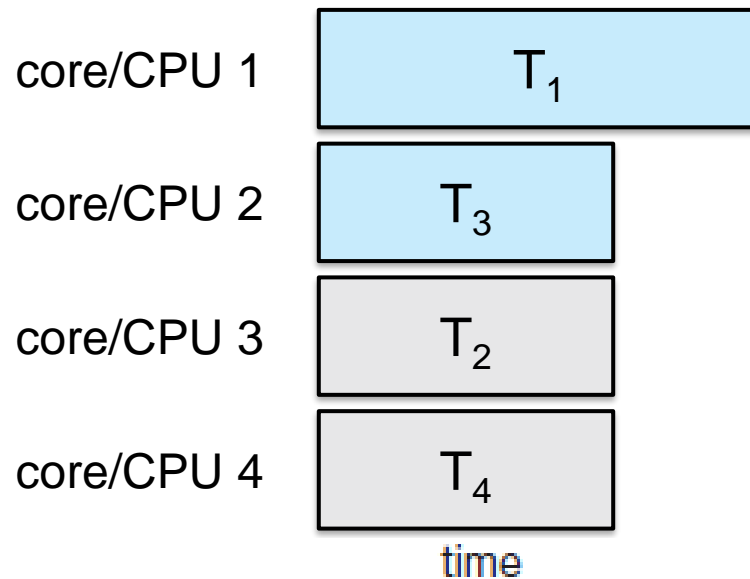 core/CPU 1 T₁
core/CPU 2 T₃
core/CPU 3 T₂
core/CPU 4 T₄
time